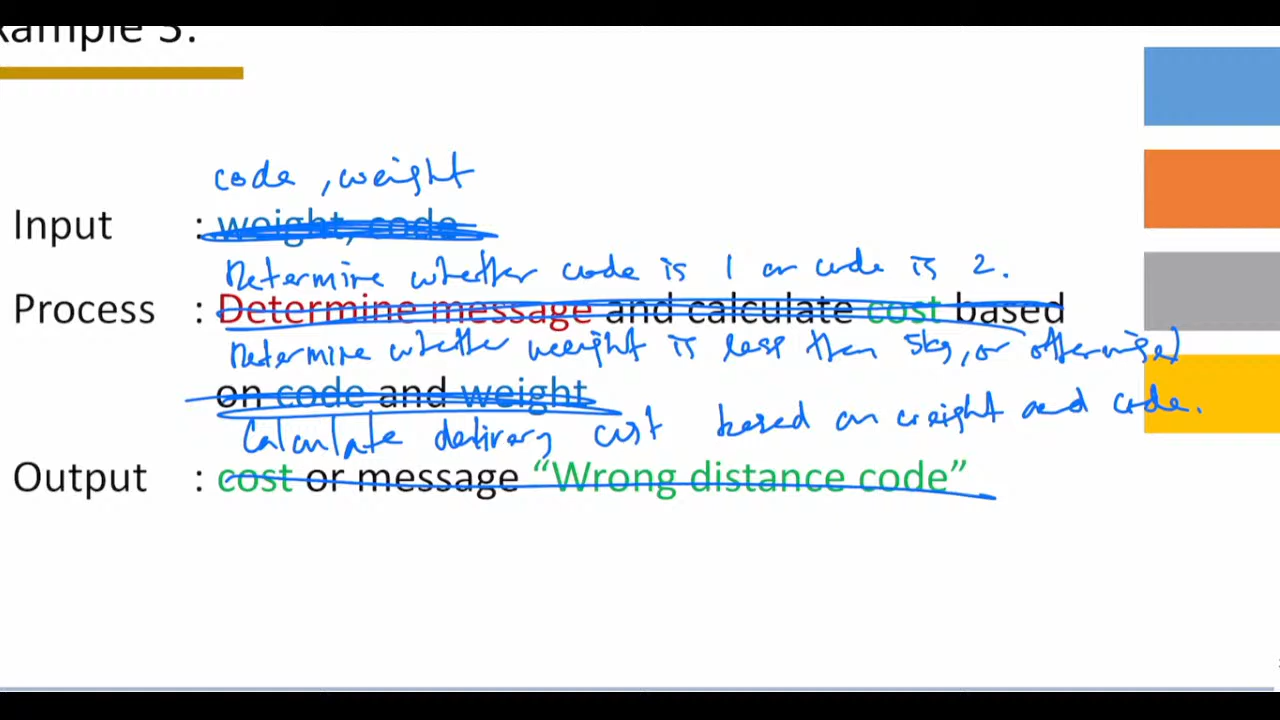 xample 3:
code , weight
Input : weight, code
Determine whether code is 1 or code is 2.
Process : Determine message and calculate cost based
Determine whether weight is less then 5kg, or otherwise)
on code and weight
Calculate delivery cost based on weight and code.
Output : cost or message “Wrong distance code”